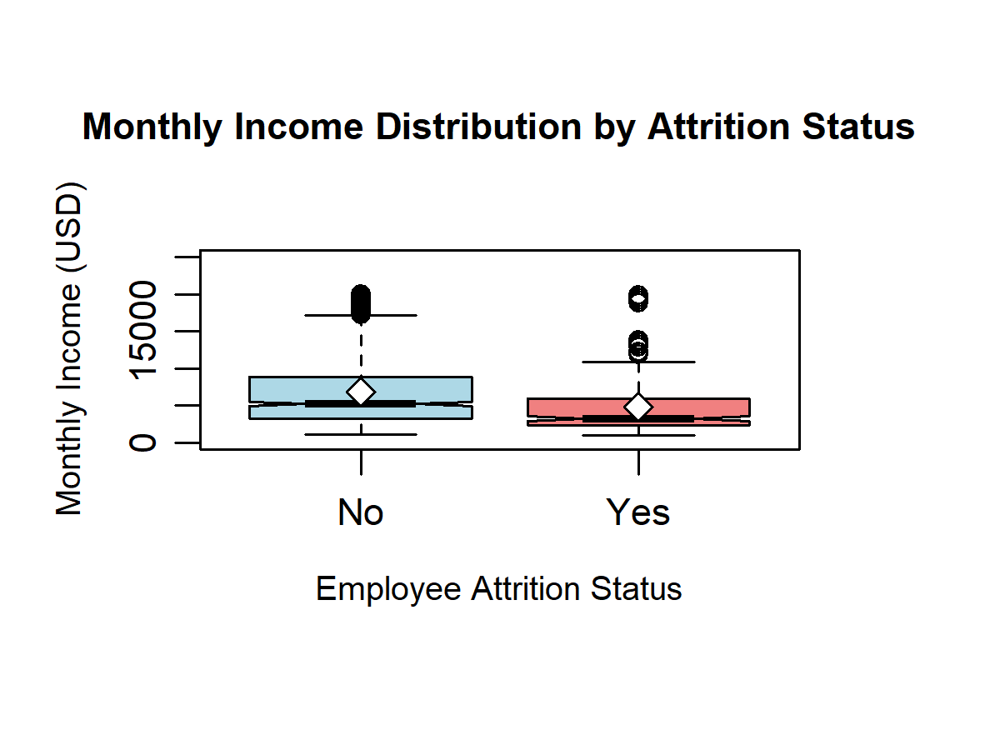 Monthly Income Distribution by Attrition Status
Monthly Income (USD)
15000
0
No
Yes
Employee Attrition Status